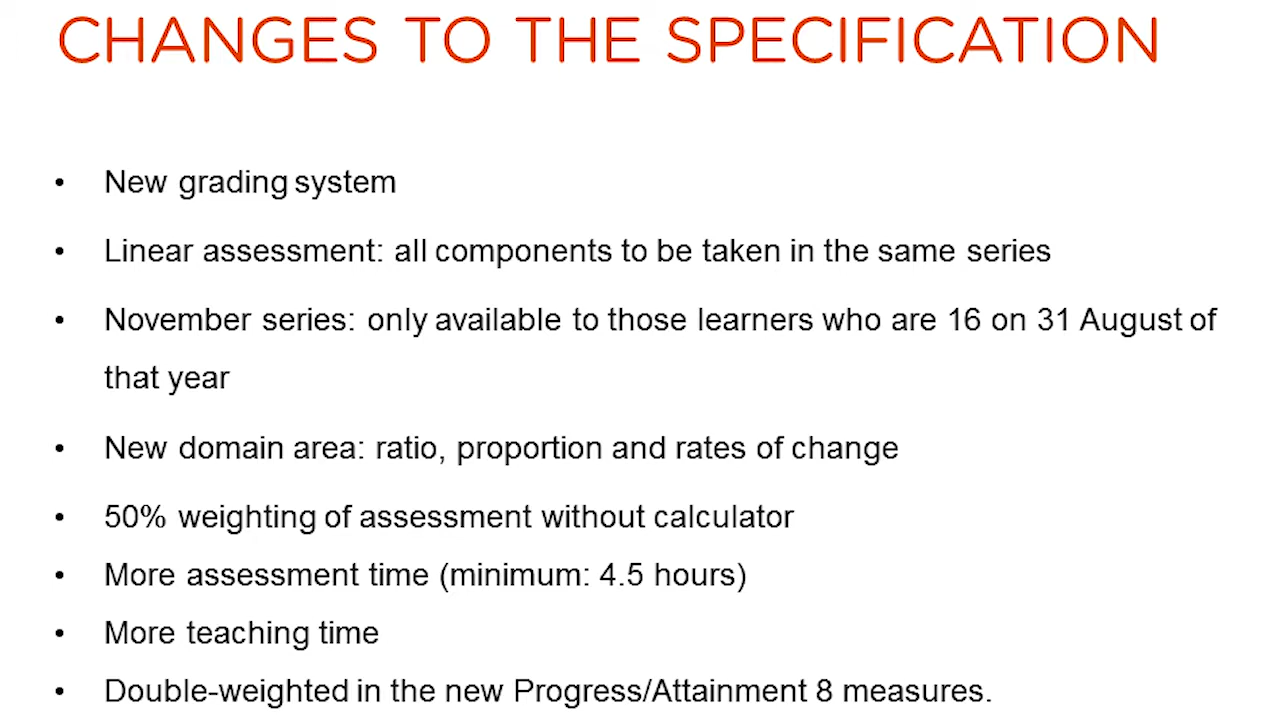 CHANGES TO THE SPECIFICATION
• New grading system
• Linear assessment: all components to be taken in the same series
• November series: only available to those learners who are 16 on 31 August of
that year
• New domain area: ratio, proportion and rates of change
• 50% weighting of assessment without calculator
• More assessment time (minimum: 4.5 hours)
• More teaching time
• Double-weighted in the new Progress/Attainment 8 measures.